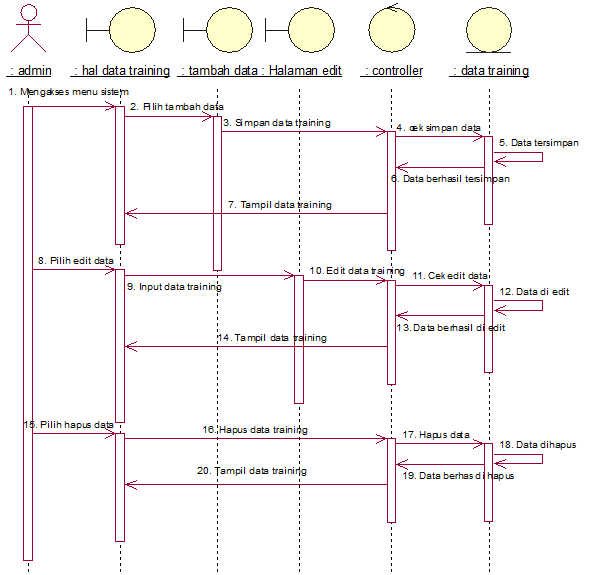 : admin
: hal data training
: tambah data
: Halaman edit
: controller
: data training
1. Mengakses menu sistem
2. Pilih tambah data
3. Simpan data training
4. cek simpan data
5. Data tersimpan
6. Data berhasil tersimpan
7. Tampil data training
8. Pilih edit data
9. Input data training
10. Edit data training
11. Cek edit data
12. Data di edit
13. Data berhasil di edit
14. Tampil data training
15. Pilih hapus data
16. Hapus data training
17. Hapus data
18. Data dihapus
19. Data berhas di hapus
20. Tampil data training